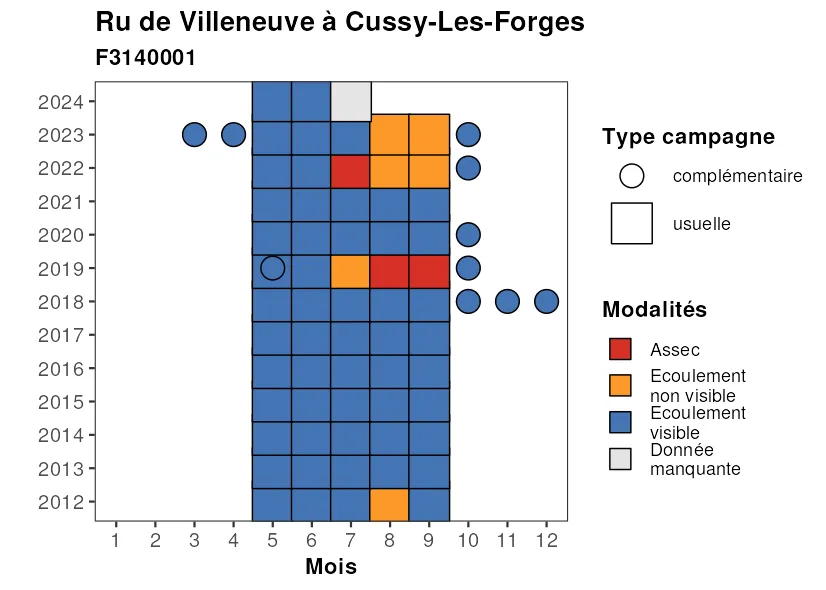 Ru de Villeneuve à Cussy-Les-Forges
F3140001
2024
2023
2022
2021
2020
2019
2018
2017
2016
2015
2014
2013
2012
1 2 3 4 5 6 7 8 9 10 11 12
Mois
Type campagne
complémentaire
usuelle
Modalités
Assec
Ecoulement
non visible
Ecoulement
visible
Donnée
manquante